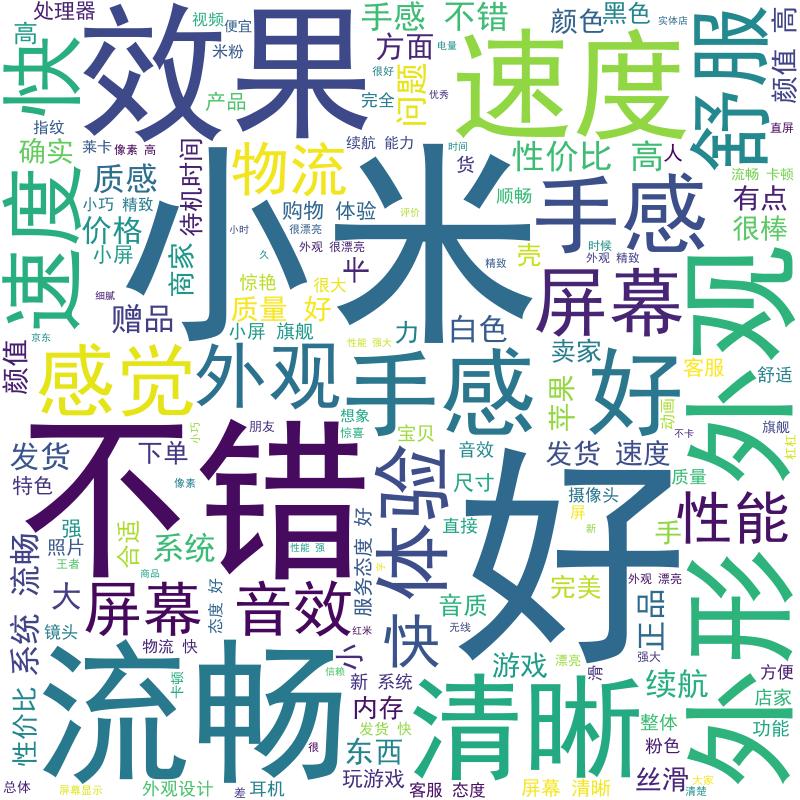 处理器
视频 便宜
手感 不错
颜色 黑色
实体店
高
高
米粉
方面
电量
快
效果
速度
舒服
颜值
很好
优秀
产品
完全
问题
指纹
直屏
莱卡 像素 高
续航 能力
时间
确实
物流
性价比 高
人
货
流畅 卡顿
质感
待机时间
小巧 精致
购物 体验
顺畅
手感
有点
价格
小米
评价
很棒
速度
小时
很漂亮
小屏
商家
外观 很漂亮
壳
时候
久
卡
精致
外观 精致
惊艳
很大
屏幕
外观
细腻
质量 好
赠品
小屏 旗舰
力
白色
京东
性能 强大
卖家
颜值
感觉
外观
手感
好
客服
舒适
苹果
想象
动画
朋友
惊喜
宝贝
小巧
不卡
旗舰
杠杠
发货
下单
不错
体验
音效
发货 速度
特色
像素
尺寸
质量
好
摄像头
屏
性能
强
直接
新
手
照片
合适
系统
性能 强
王者
商品
字
外观 漂亮
系统 流畅
大
屏幕
音效
服务态度 好
音质
完美
正品
外形
态度 好
镜头
物流 快
红米
无线
快
小
强大
流畅
卡顿
信赖
新 系统
游戏
漂亮
滑
续航
方便
性价比
内存
清晰
店家
发货 快
整体
功能
很
东西
粉色
总体
屏幕显示
外观设计
差
耳机
玩游戏
客服 态度
屏幕 清晰
丝滑
大家
清楚